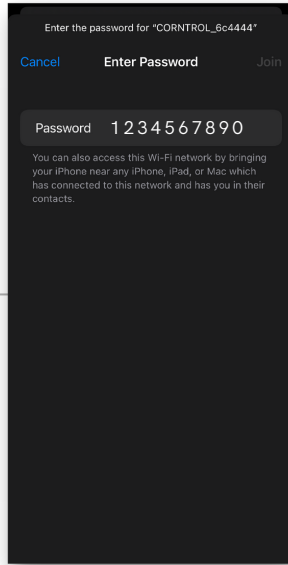 Enter the password for “CORNTROL_6c4444”
Cancel Enter Password Join
Password 1234567890
You can also access this Wi-Fi network by bringing
your iPhone near any iPhone, iPad, or Mac which
has connected to this network and has you in their
contacts.